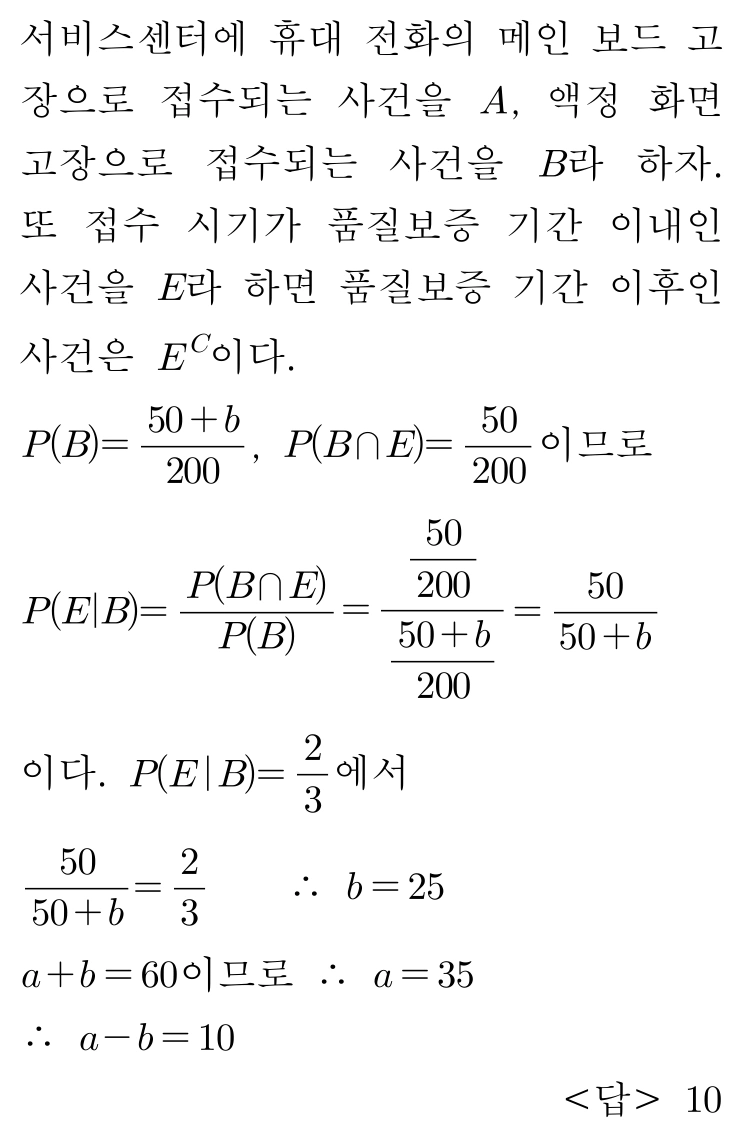 서비스센터에 휴대 전화의 메인 보드 고
장으로 접수되는 사건을 A, 액정 화면
고장으로 접수되는 사건을 B라 하자.
또 접수 시기가 품질보증 기간 이내인
사건을 E라 하면 품질보증 기간 이후인
사건은 E^C이다.
P(B)= (50+b)/200, P(B∩E)= 50/200 이므로
P(E|B)= P(B∩E)/P(B) = (50/200)/((50+b)/200) = 50/(50+b)
이다. P(E|B)= 2/3 에서
50/(50+b) = 2/3 ∴ b=25
a+b=60이므로 ∴ a=35
∴ a-b=10
<답> 10